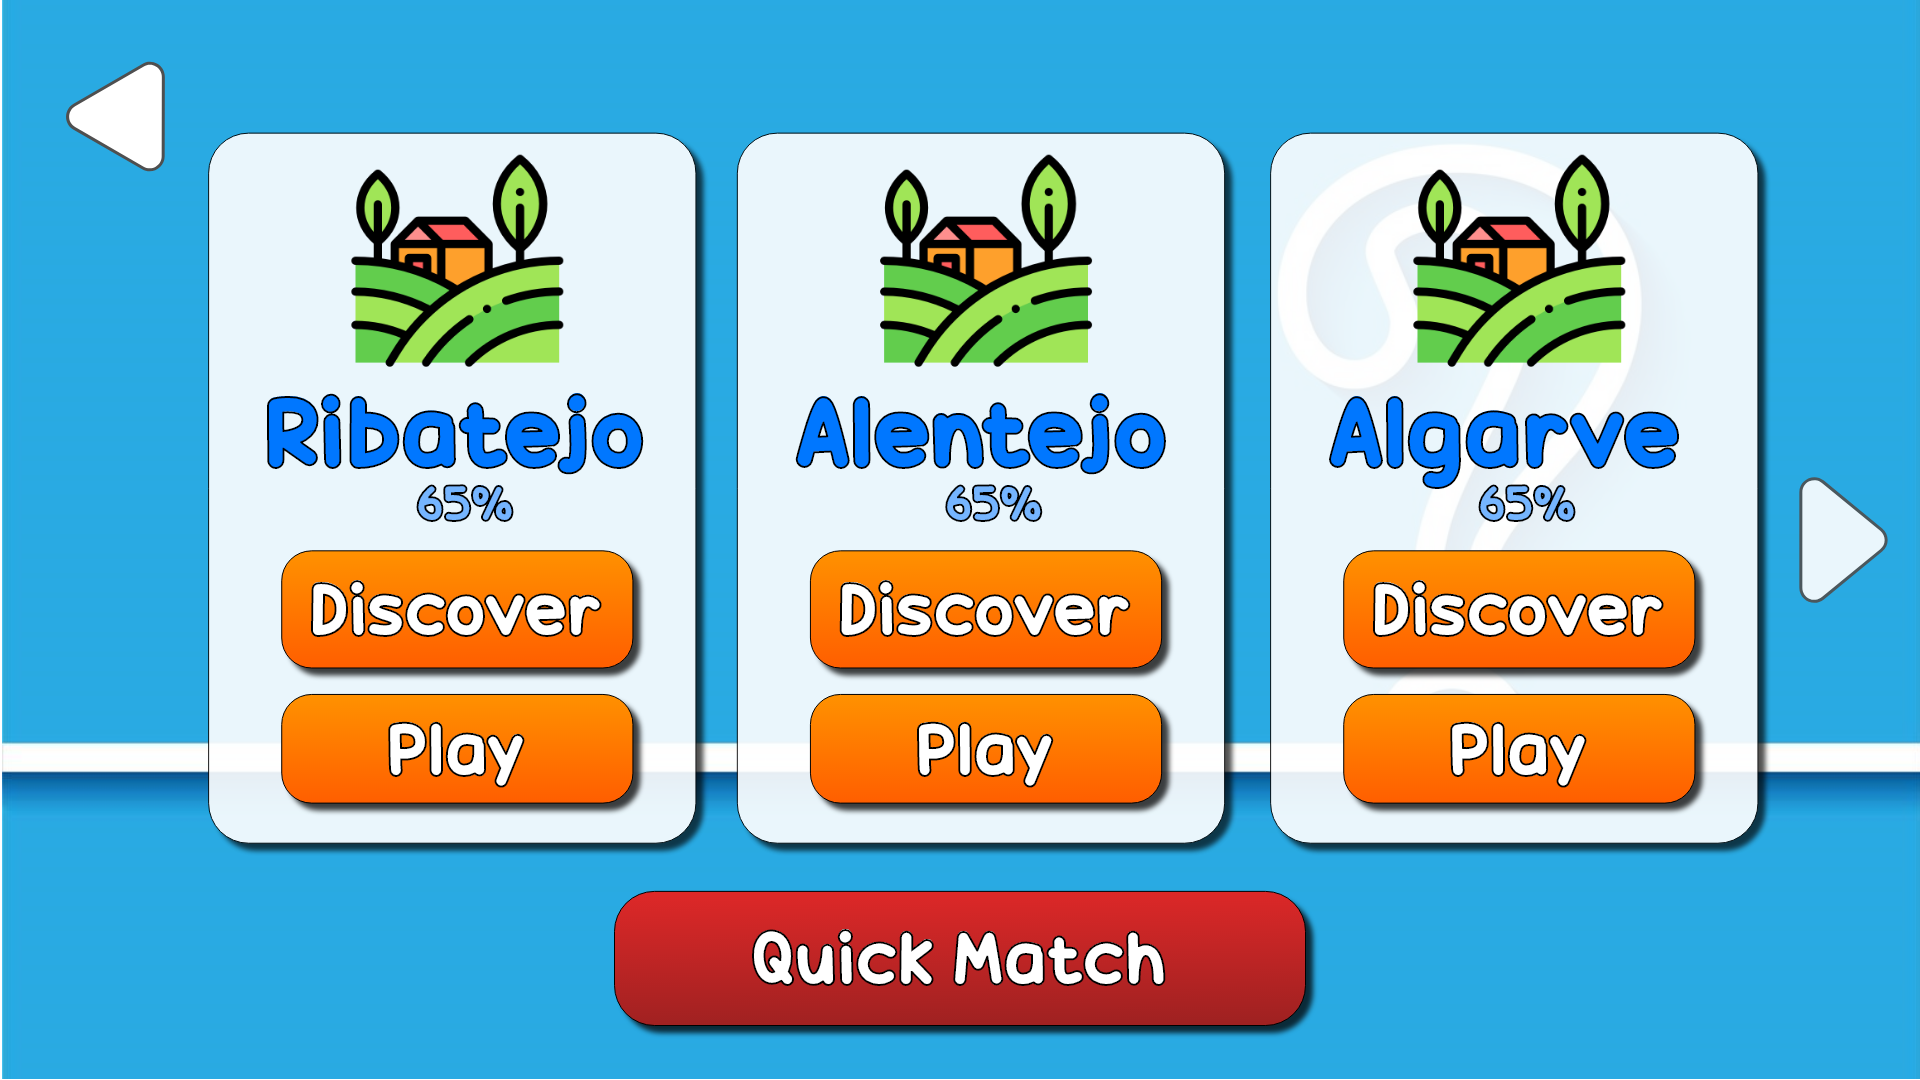 Ribatejo
65%
Discover
Play
Alentejo
65%
Discover
Play
Algarve
65%
Discover
Play
Quick Match